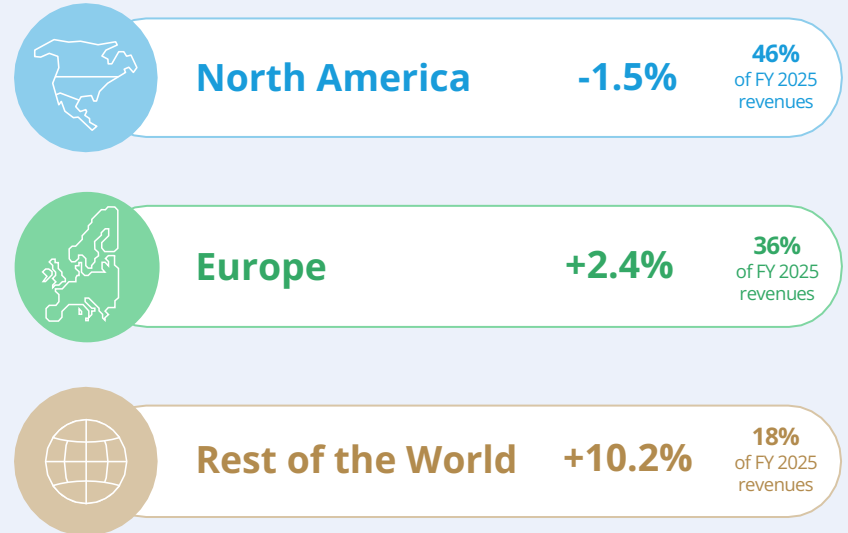 North America
-1.5%
46%
of FY 2025
revenues
Europe
+2.4%
36%
of FY 2025
revenues
Rest of the World
+10.2%
18%
of FY 2025
revenues